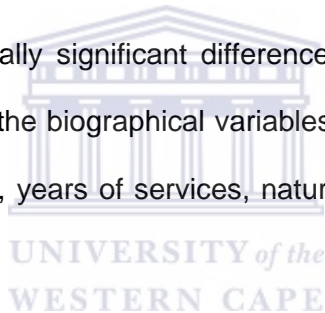 ally significant difference
the biographical variables
, years of services, natur
UNIVERSITY of the
WESTERN CAPE